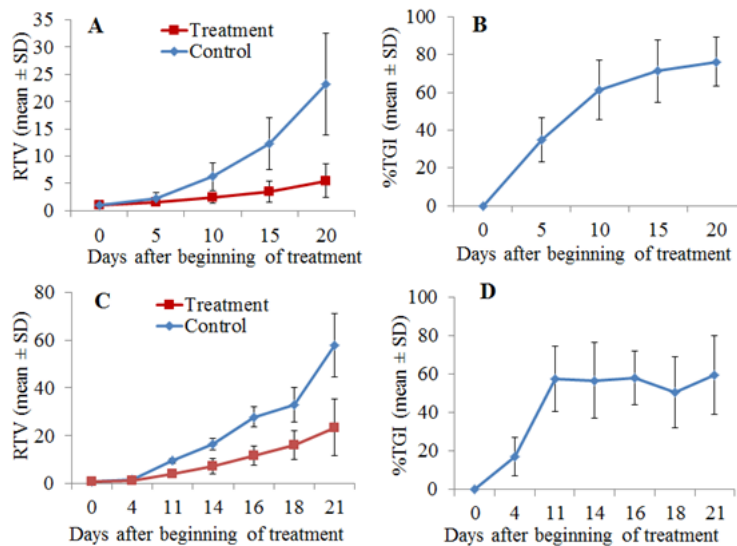 A
Treatment
Control
RTV (mean ± SD)
35
30
25
20
15
10
5
0
0 5 10 15 20
Days after beginning of treatment
B
%TGI (mean ± SD)
100
80
60
40
20
0
0 5 10 15 20
Days after beginning of treatment
C
Treatment
Control
RTV (mean ± SD)
80
60
40
20
0
0 4 11 14 16 18 21
Days after beginning of treatment
D
%TGI (mean ± SD)
100
80
60
40
20
0
0 4 11 14 16 18 21
Days after beginning of treatment